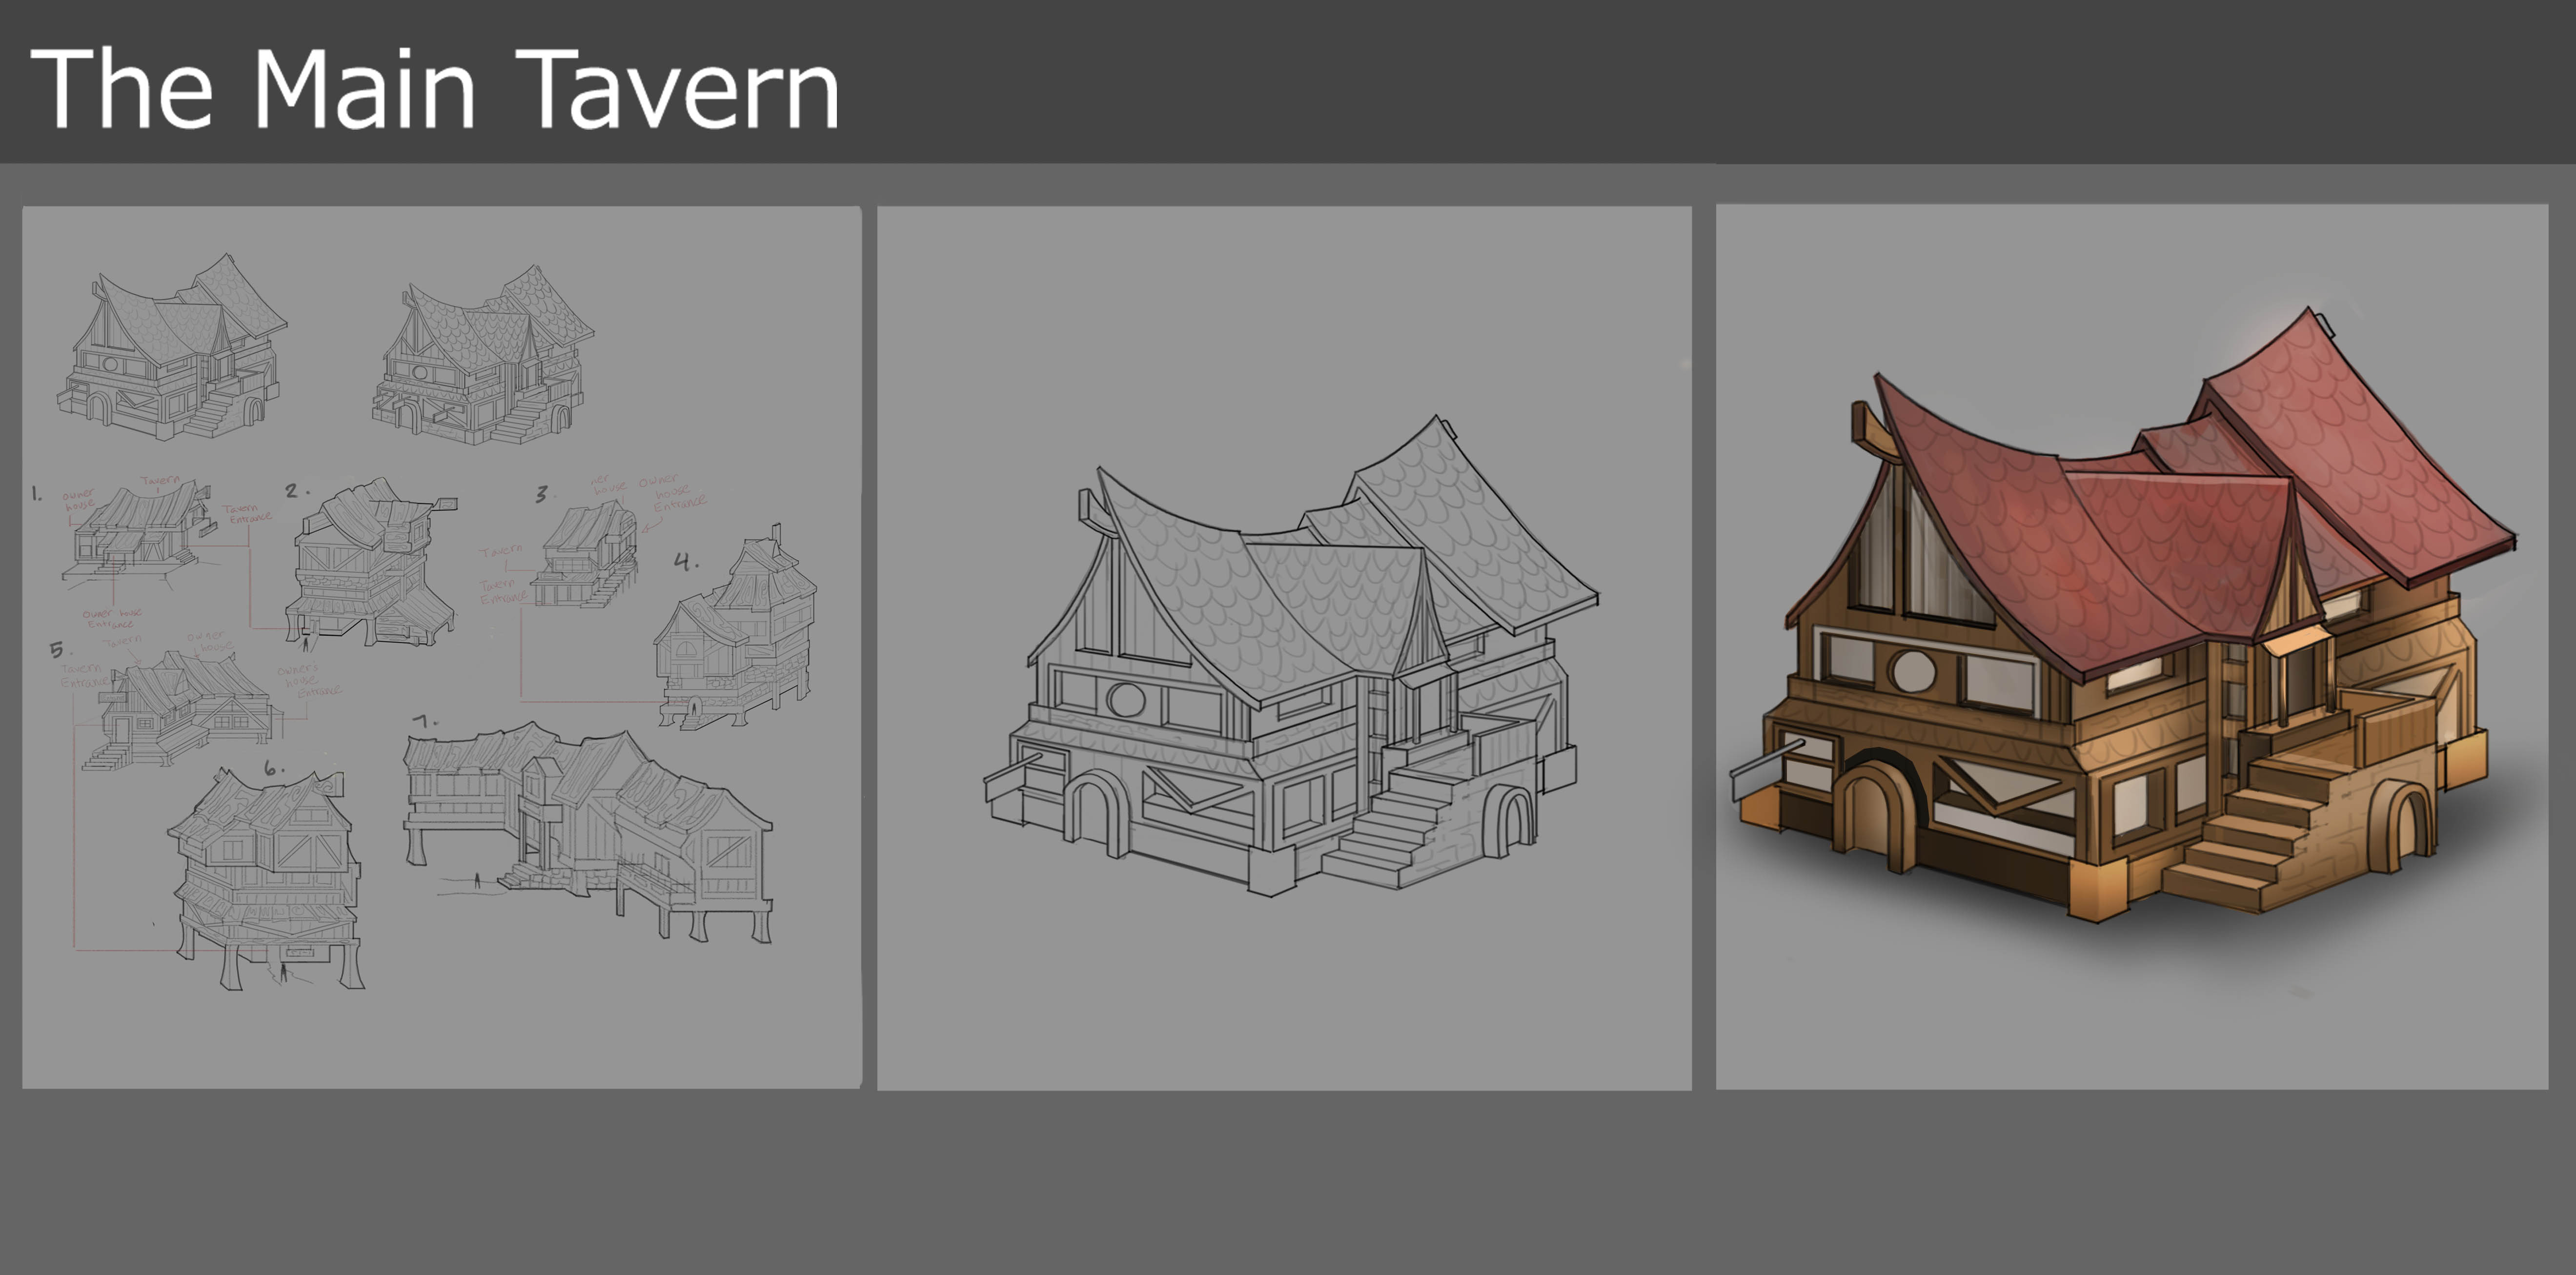 The Main Tavern
1.
owner
house
Tavern
Tavern
Entrance
owner house
Entrance
2.
3.
ner
house
owner
house
Entrance
Tavern
Tavern
Entrance
4.
5.
Tavern
owner
house
Tavern
Entrance
owner's
house
Entrance
6.
7.